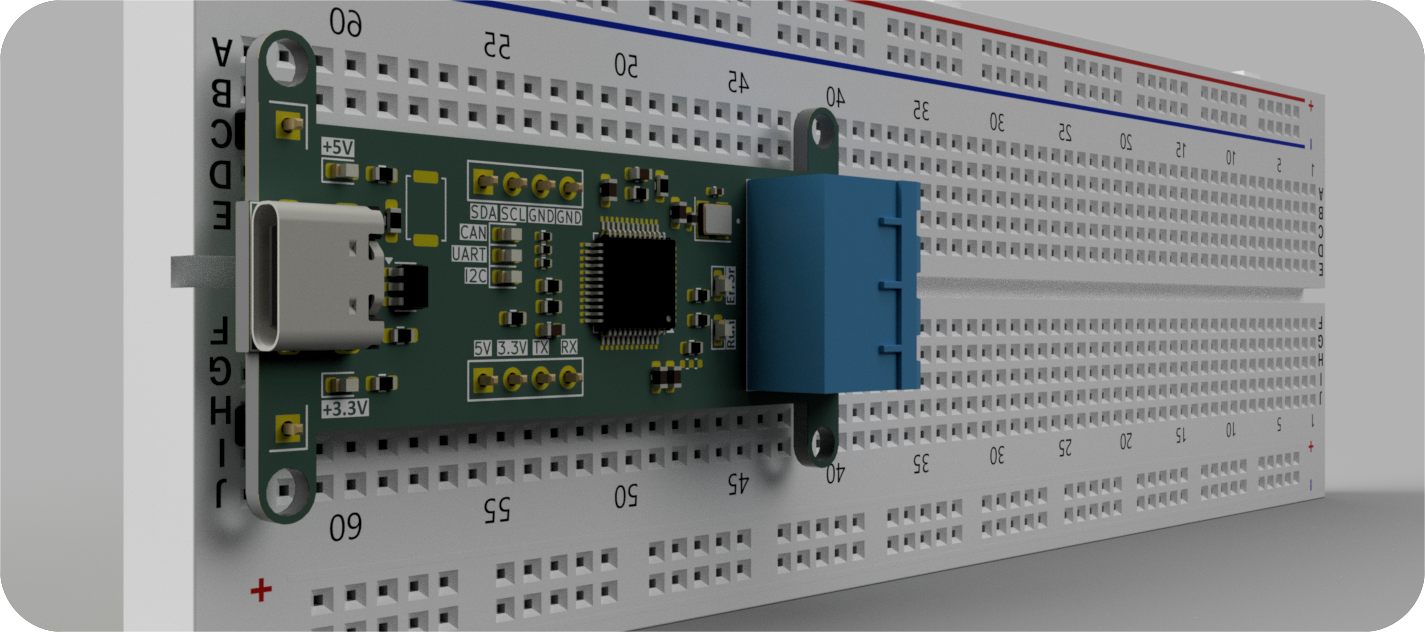 60 55 50 45 40 35 30 25 20 15 10 5 1
A
B
C
D
E
F
G
H
I
J
+5V
SDA SCL GND GND
CAN
UART
I2C
5V 3.3V TX RX
+3.3V
A
B
C
D
E
F
G
H
I
J
60 55 50 45 40 35 30 25 20 15 10 5 1
+
-
+
+
-